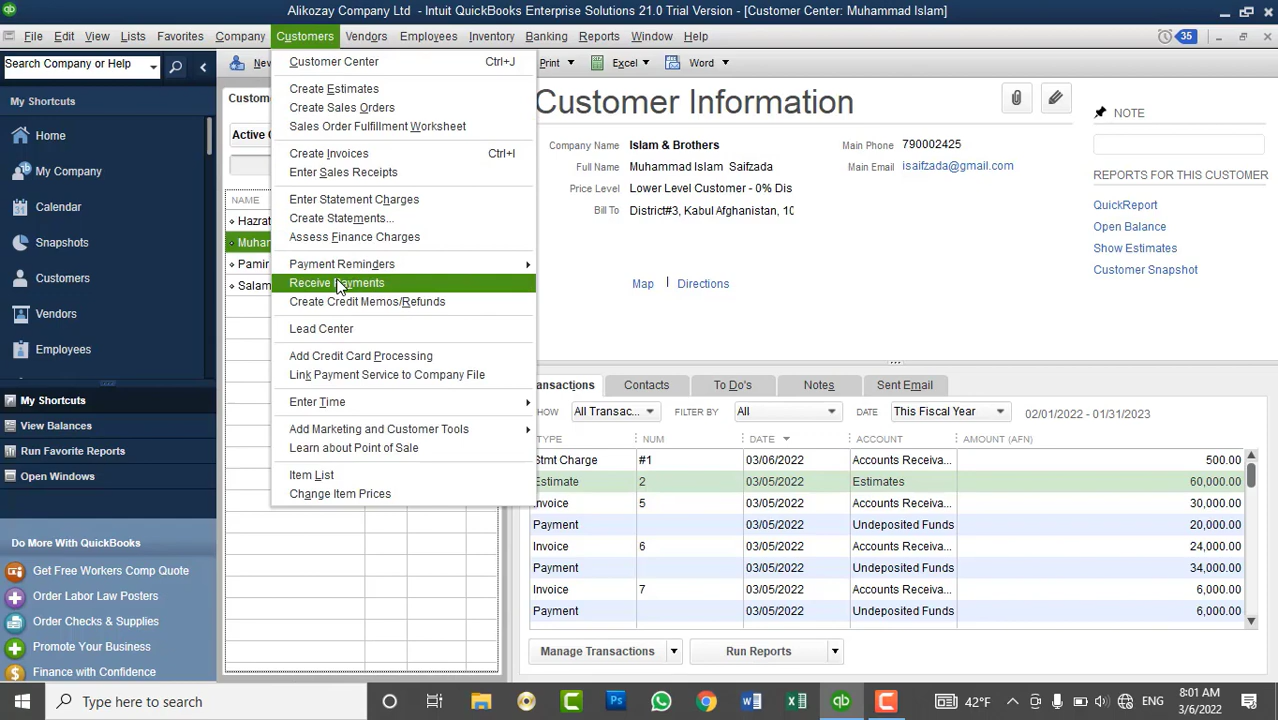 Alikozay Company Ltd - Intuit QuickBooks Enterprise Solutions 21.0 Trial Version - [Customer Center: Muhammad Islam]
File Edit View Lists Favorites Company Customers Vendors Employees Inventory Banking Reports Window Help 35
Search Company or Help
My Shortcuts
Home
My Company
Calendar
Snapshots
Customers
Vendors
Employees
My Shortcuts
View Balances
Run Favorite Reports
Open Windows
Do More With QuickBooks
Get Free Workers Comp Quote
Order Labor Law Posters
Order Checks & Supplies
Promote Your Business
Finance with Confidence
NAME
Customer Center Ctrl+J
Create Estimates
Create Sales Orders
Sales Order Fulfillment Worksheet
Create Invoices Ctrl+I
Enter Sales Receipts
Enter Statement Charges
Create Statements...
Assess Finance Charges
Payment Reminders
Receive Payments
Create Credit Memos/Refunds
Lead Center
Add Credit Card Processing
Link Payment Service to Company File
Enter Time
Add Marketing and Customer Tools
Learn about Point of Sale
Item List
Change Item Prices
Print Excel Word
Customer Information
Company Name Islam & Brothers
Full Name Muhammad Islam Saifzada
Price Level Lower Level Customer - 0% Dis
Bill To District#3, Kabul Afghanistan, 10
Main Phone 790002425
Main Email isaifzada@gmail.com
Map | Directions
NOTE
REPORTS FOR THIS CUSTOMER
QuickReport
Open Balance
Show Estimates
Customer Snapshot
Contacts To Do's Notes Sent Email
All Transac... FILTER BY All DATE This Fiscal Year 02/01/2022 - 01/31/2023
TYPE NUM DATE ACCOUNT AMOUNT (AFN)
Stmt Charge #1 03/06/2022 Accounts Receiva... 500.00
Estimate 2 03/05/2022 Estimates 60,000.00
Invoice 5 03/05/2022 Accounts Receiva... 30,000.00
Payment 03/05/2022 Undeposited Funds 20,000.00
Invoice 6 03/05/2022 Accounts Receiva... 24,000.00
Payment 03/05/2022 Undeposited Funds 34,000.00
Invoice 7 03/05/2022 Accounts Receiva... 6,000.00
Payment 03/05/2022 Undeposited Funds 6,000.00
Manage Transactions Run Reports
Type here to search
42°F ENG 8:01 AM
3/6/2022